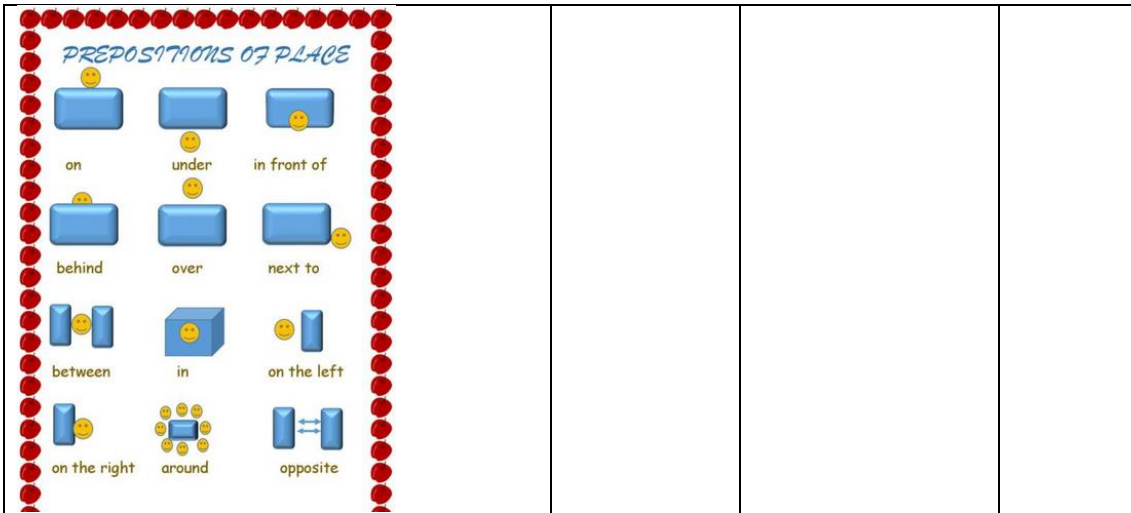 PREPOSITIONS OF PLACE
on under in front of
behind over next to
between in on the left
on the right around opposite